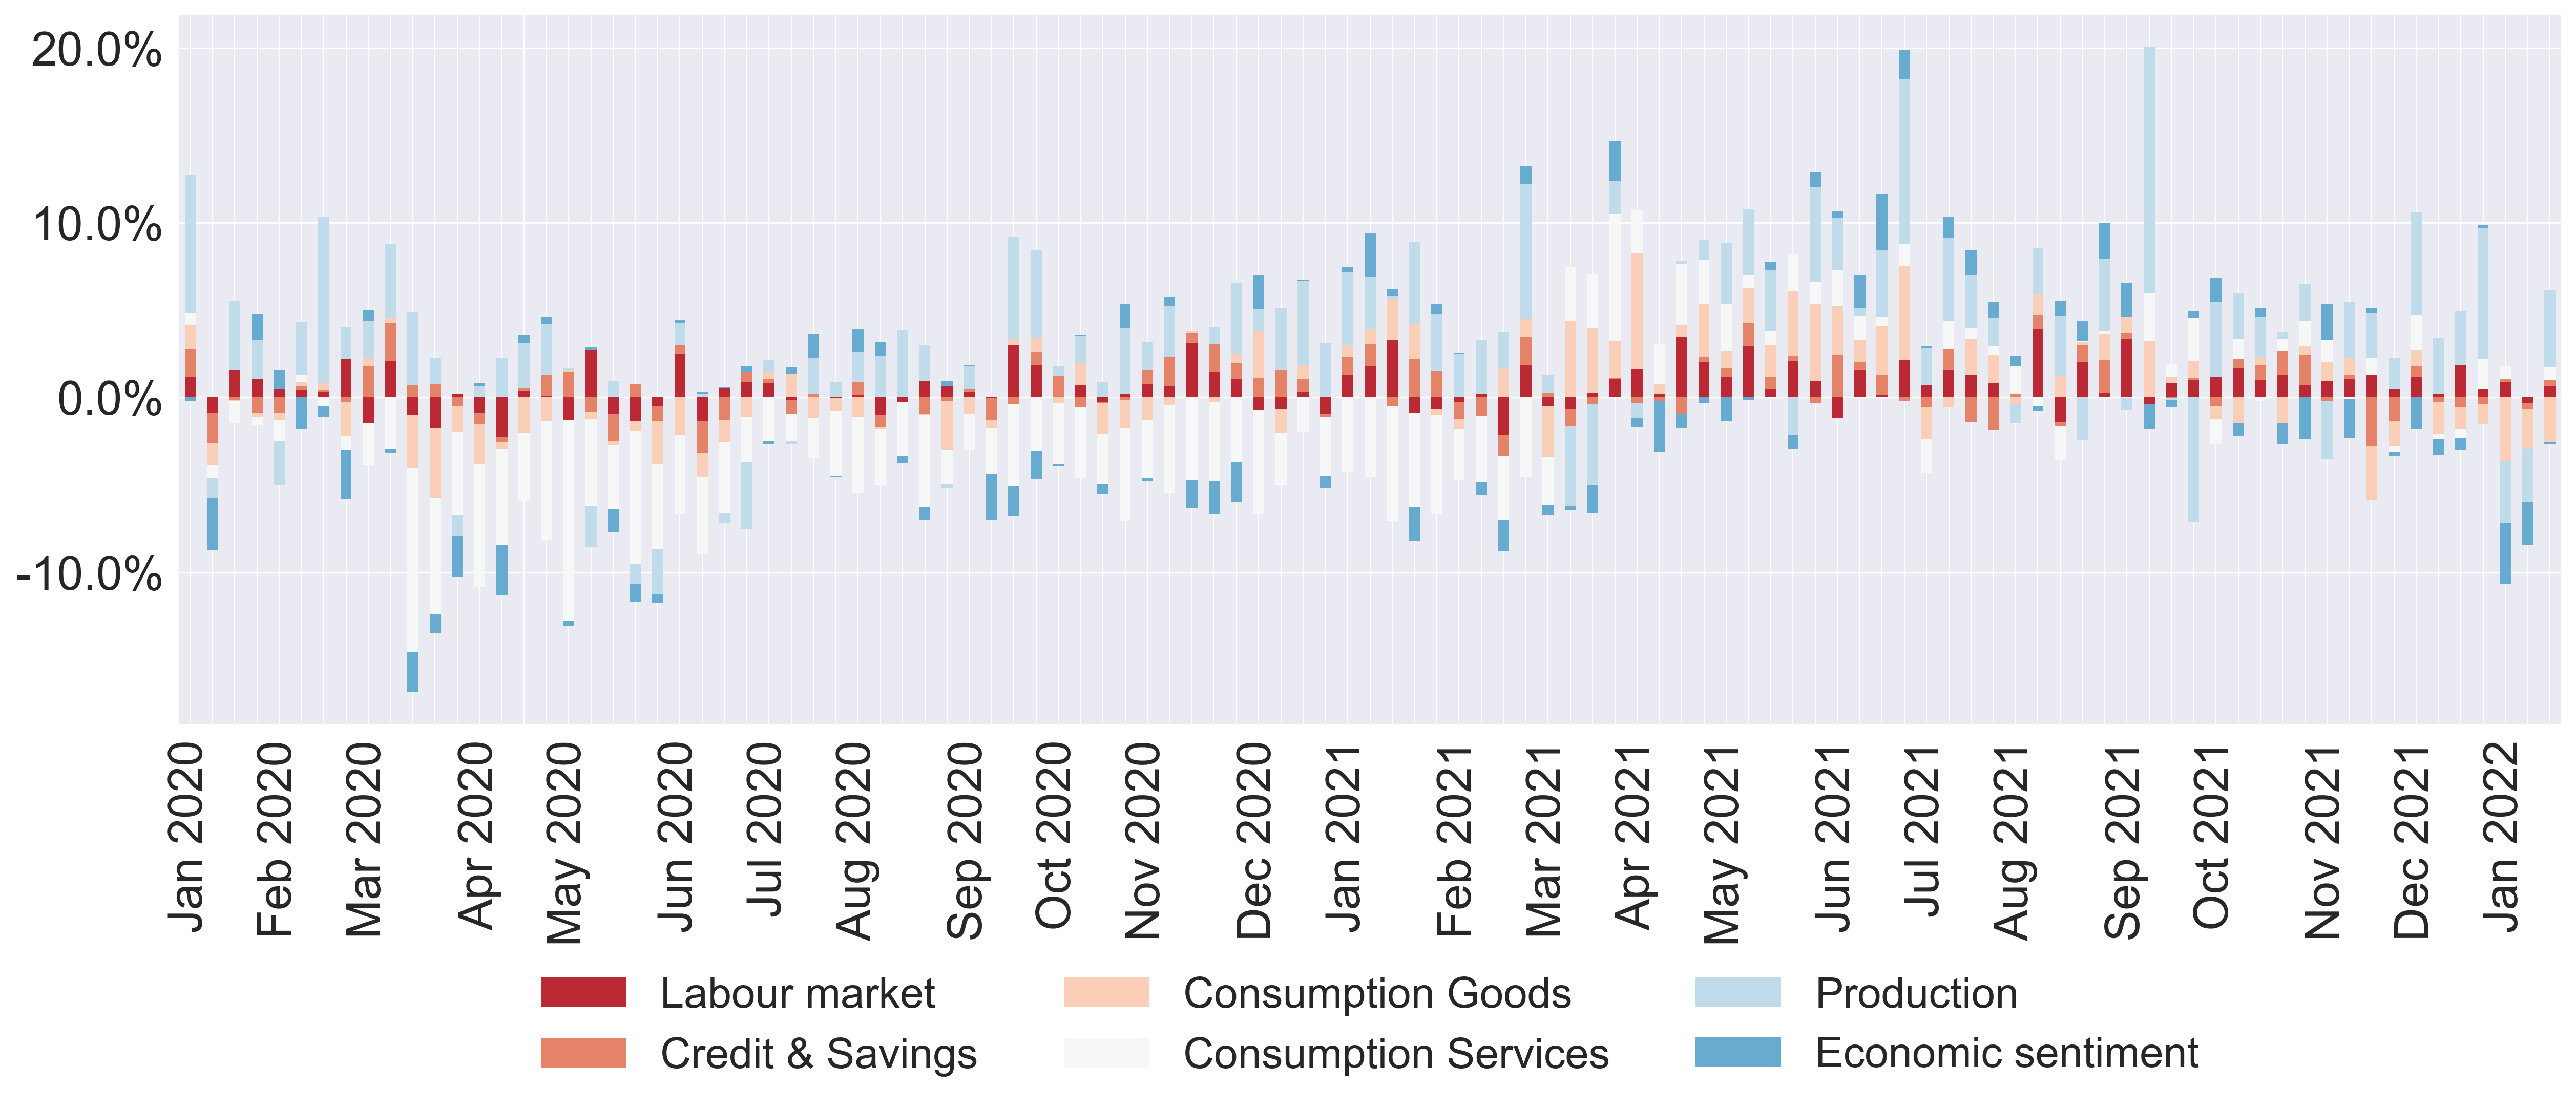 20.0%
10.0%
0.0%
-10.0%
Jan 2020
Feb 2020
Mar 2020
Apr 2020
May 2020
Jun 2020
Jul 2020
Aug 2020
Sep 2020
Oct 2020
Nov 2020
Dec 2020
Jan 2021
Feb 2021
Mar 2021
Apr 2021
May 2021
Jun 2021
Jul 2021
Aug 2021
Sep 2021
Oct 2021
Nov 2021
Dec 2021
Jan 2022
Labour market
Consumption Goods
Production
Credit & Savings
Consumption Services
Economic sentiment